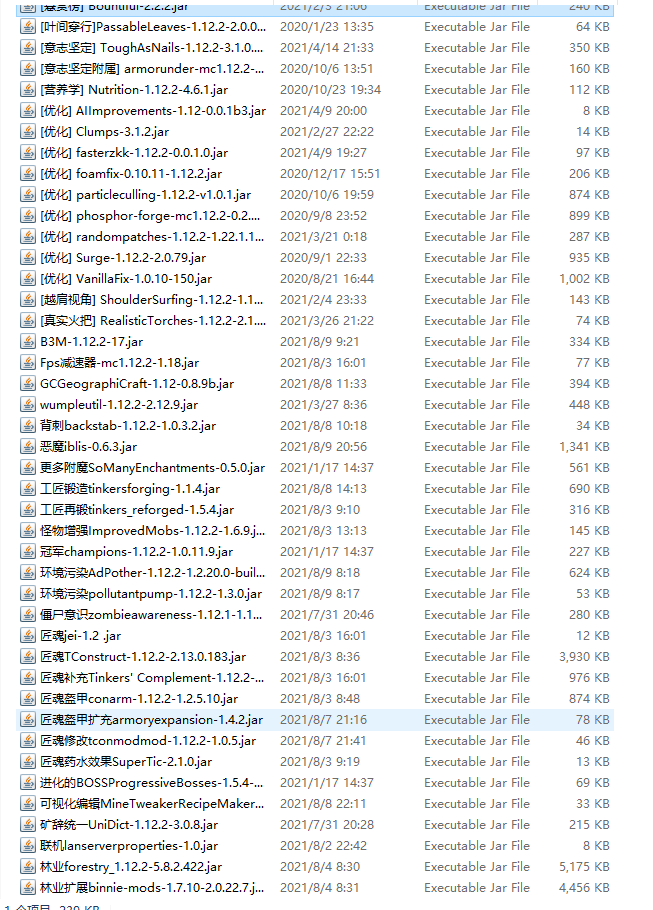 [悬赏榜] Bountiful-2.2.2.jar 2021/2/3 21:06 Executable Jar File 240 KB
[叶间穿行]PassableLeaves-1.12.2-2.0.0... 2020/1/23 13:35 Executable Jar File 64 KB
[意志坚定] ToughAsNails-1.12.2-3.1.0.... 2021/4/14 21:33 Executable Jar File 350 KB
[意志坚定附属] armorunder-mc1.12.2-... 2020/10/6 13:51 Executable Jar File 160 KB
[营养学] Nutrition-1.12.2-4.6.1.jar 2020/10/23 19:34 Executable Jar File 112 KB
[优化] AIImprovements-1.12-0.0.1b3.jar 2021/4/9 20:00 Executable Jar File 8 KB
[优化] Clumps-3.1.2.jar 2021/2/27 22:22 Executable Jar File 14 KB
[优化] fasterzkk-1.12.2-0.0.1.0.jar 2021/4/9 19:27 Executable Jar File 97 KB
[优化] foamfix-0.10.11-1.12.2.jar 2020/12/17 15:51 Executable Jar File 206 KB
[优化] particleculling-1.12.2-v1.0.1.jar 2020/10/6 19:59 Executable Jar File 874 KB
[优化] phosphor-forge-mc1.12.2-0.2.... 2020/9/8 23:52 Executable Jar File 899 KB
[优化] randompatches-1.12.2-1.22.1.1... 2021/3/21 0:18 Executable Jar File 287 KB
[优化] Surge-1.12.2-2.0.79.jar 2020/9/1 22:33 Executable Jar File 935 KB
[优化] VanillaFix-1.0.10-150.jar 2020/8/21 16:44 Executable Jar File 1,002 KB
[越肩视角] ShoulderSurfing-1.12.2-1.1... 2021/2/4 23:33 Executable Jar File 143 KB
[真实火把] RealisticTorches-1.12.2-2.1.... 2021/3/26 21:22 Executable Jar File 74 KB
B3M-1.12.2-17.jar 2021/8/9 9:21 Executable Jar File 334 KB
Fps减速器-mc1.12.2-1.18.jar 2021/8/3 16:01 Executable Jar File 77 KB
GCGeographiCraft-1.12-0.8.9b.jar 2021/8/8 11:33 Executable Jar File 394 KB
wumpleutil-1.12.2-2.12.9.jar 2021/3/27 8:36 Executable Jar File 448 KB
背刺backstab-1.12.2-1.0.3.2.jar 2021/8/8 10:18 Executable Jar File 34 KB
恶魔iblis-0.6.3.jar 2021/8/9 20:56 Executable Jar File 1,341 KB
更多附魔SoManyEnchantments-0.5.0.jar 2021/1/17 14:37 Executable Jar File 561 KB
工匠锻造tinkersforging-1.1.4.jar 2021/8/8 14:13 Executable Jar File 690 KB
工匠再锻tinkers_reforged-1.5.4.jar 2021/8/3 9:10 Executable Jar File 316 KB
怪物增强ImprovedMobs-1.12.2-1.6.9.j... 2021/8/3 13:13 Executable Jar File 145 KB
冠军champions-1.12.2-1.0.11.9.jar 2021/1/17 14:37 Executable Jar File 227 KB
环境污染AdPother-1.12.2-1.2.20.0-buil... 2021/8/9 8:18 Executable Jar File 624 KB
环境污染pollutantpump-1.12.2-1.3.0.jar 2021/8/9 8:17 Executable Jar File 53 KB
僵尸意识zombieawareness-1.12.1-1.1... 2021/7/31 20:46 Executable Jar File 280 KB
匠魂jei-1.2 .jar 2021/8/3 16:01 Executable Jar File 12 KB
匠魂TConstruct-1.12.2-2.13.0.183.jar 2021/8/3 8:36 Executable Jar File 3,930 KB
匠魂补充Tinkers' Complement-1.12.2-... 2021/8/3 16:01 Executable Jar File 976 KB
匠魂盔甲conarm-1.12.2-1.2.5.10.jar 2021/8/3 8:48 Executable Jar File 874 KB
匠魂盔甲扩充armoryexpansion-1.4.2.jar 2021/8/7 21:16 Executable Jar File 78 KB
匠魂修改tconmodmod-1.12.2-1.0.5.jar 2021/8/7 21:41 Executable Jar File 46 KB
匠魂药水效果SuperTic-2.1.0.jar 2021/8/3 9:19 Executable Jar File 13 KB
进化的BOSSProgressiveBosses-1.5.4-... 2021/1/17 14:37 Executable Jar File 69 KB
可视化编辑MineTweakerRecipeMaker... 2021/8/8 22:11 Executable Jar File 33 KB
矿辞统一UniDict-1.12.2-3.0.8.jar 2021/7/31 20:28 Executable Jar File 215 KB
联机lanserverproperties-1.0.jar 2021/8/2 22:42 Executable Jar File 8 KB
林业forestry_1.12.2-5.8.2.422.jar 2021/8/4 8:30 Executable Jar File 5,175 KB
林业扩展binnie-mods-1.7.10-2.0.22.7.j... 2021/8/4 8:31 Executable Jar File 4,456 KB